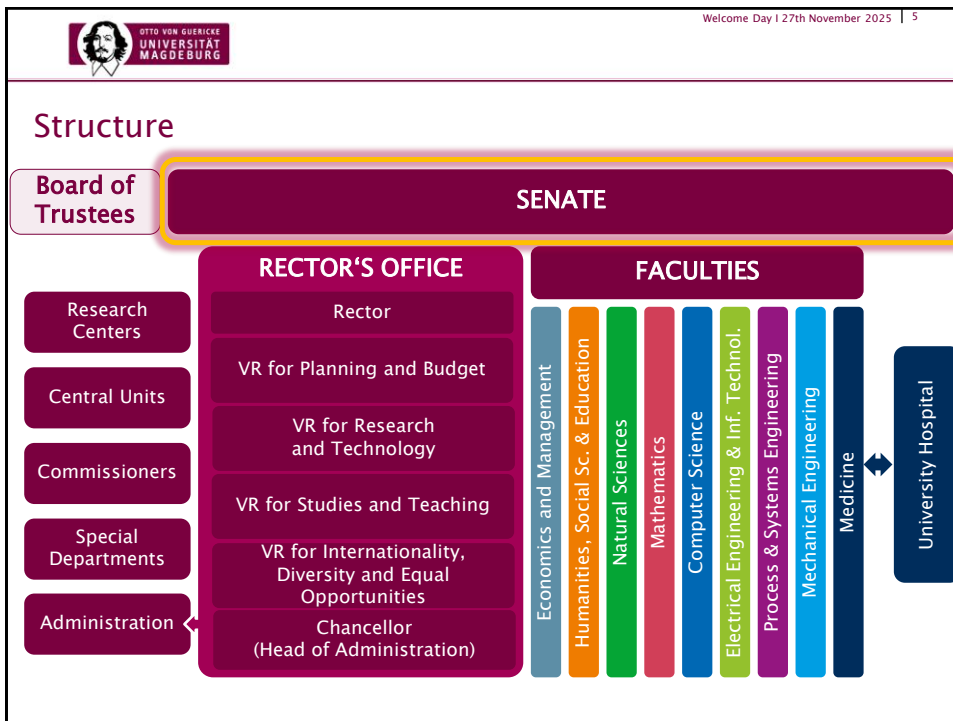 Welcome Day I 27th November 2025 | 5
OTTO VON GUERICKE
UNIVERSITÄT
MAGDEBURG
Structure
Board of
Trustees
SENATE
RECTOR‘S OFFICE
FACULTIES
Research
Centers
Central Units
Commissioners
Special
Departments
Administration
Rector
VR for Planning and Budget
VR for Research
and Technology
VR for Studies and Teaching
VR for Internationality,
Diversity and Equal
Opportunities
Chancellor
(Head of Administration)
Economics and Management
Humanities, Social Sc. & Education
Natural Sciences
Mathematics
Computer Science
Electrical Engineering & Inf. Technol.
Process & Systems Engineering
Mechanical Engineering
Medicine
University Hospital